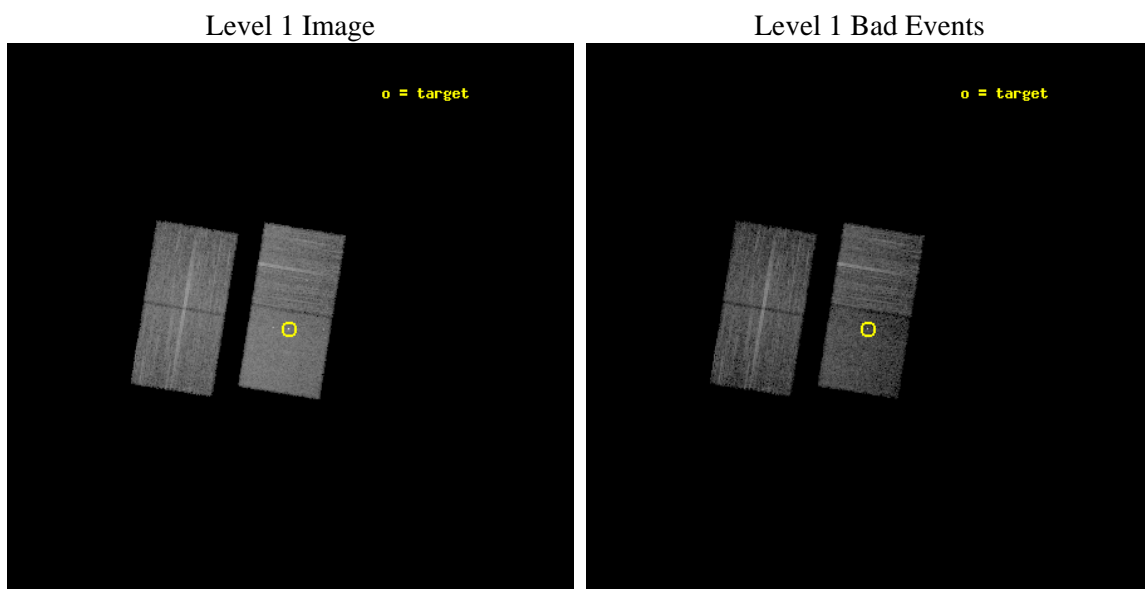 Level 1 Image
Level 1 Bad Events
o = target
o = target